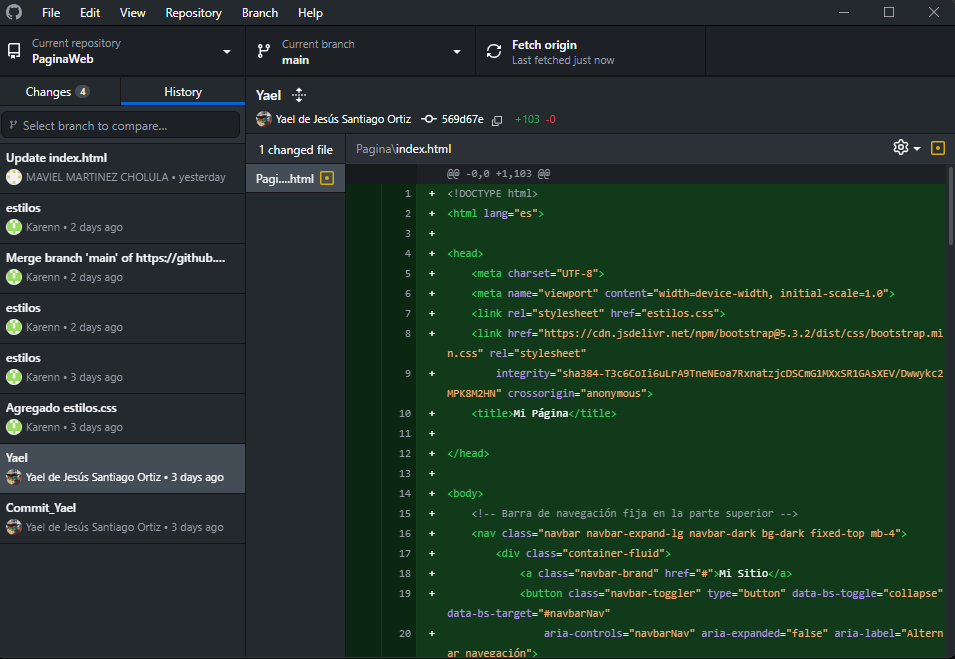 File Edit View Repository Branch Help
Current repository
PaginaWeb
Current branch
main
Fetch origin
Last fetched just now
Changes 4 History
Select branch to compare...
Update index.html
MAVIEL MARTINEZ CHOLULA • yesterday
estilos
Karenn • 2 days ago
Merge branch 'main' of https://github....
Karenn • 2 days ago
estilos
Karenn • 2 days ago
estilos
Karenn • 3 days ago
Agregado estilos.css
Karenn • 3 days ago
Yael
Yael de Jesús Santiago Ortiz • 3 days ago
Commit_Yael
Yael de Jesús Santiago Ortiz • 3 days ago
Yael
Yael de Jesús Santiago Ortiz 569d67e +103 -0
1 changed file
Pagi....html
Pagina\index.html
@@ -0,0 +1,103 @@
1 + <!DOCTYPE html>
2 + <html lang="es">
3 +
4 + <head>
5 + <meta charset="UTF-8">
6 + <meta name="viewport" content="width=device-width, initial-scale=1.0">
7 + <link rel="stylesheet" href="estilos.css">
8 + <link href="https://cdn.jsdelivr.net/npm/bootstrap@5.3.2/dist/css/bootstrap.mi
n.css" rel="stylesheet"
9 + integrity="sha384-T3c6CoIi6uLrA9TneNEoa7RxnatzjcDSCmG1MXxSR1GAsXEV/Dwwykc2
MPK8M2HN" crossorigin="anonymous">
10 + <title>Mi Página</title>
11 +
12 + </head>
13 +
14 + <body>
15 + <!-- Barra de navegación fija en la parte superior -->
16 + <nav class="navbar navbar-expand-lg navbar-dark bg-dark fixed-top mb-4">
17 + <div class="container-fluid">
18 + <a class="navbar-brand" href="#">Mi Sitio</a>
19 + <button class="navbar-toggler" type="button" data-bs-toggle="collapse"
data-bs-target="#navbarNav"
20 + aria-controls="navbarNav" aria-expanded="false" aria-label="Altern
ar navegación">